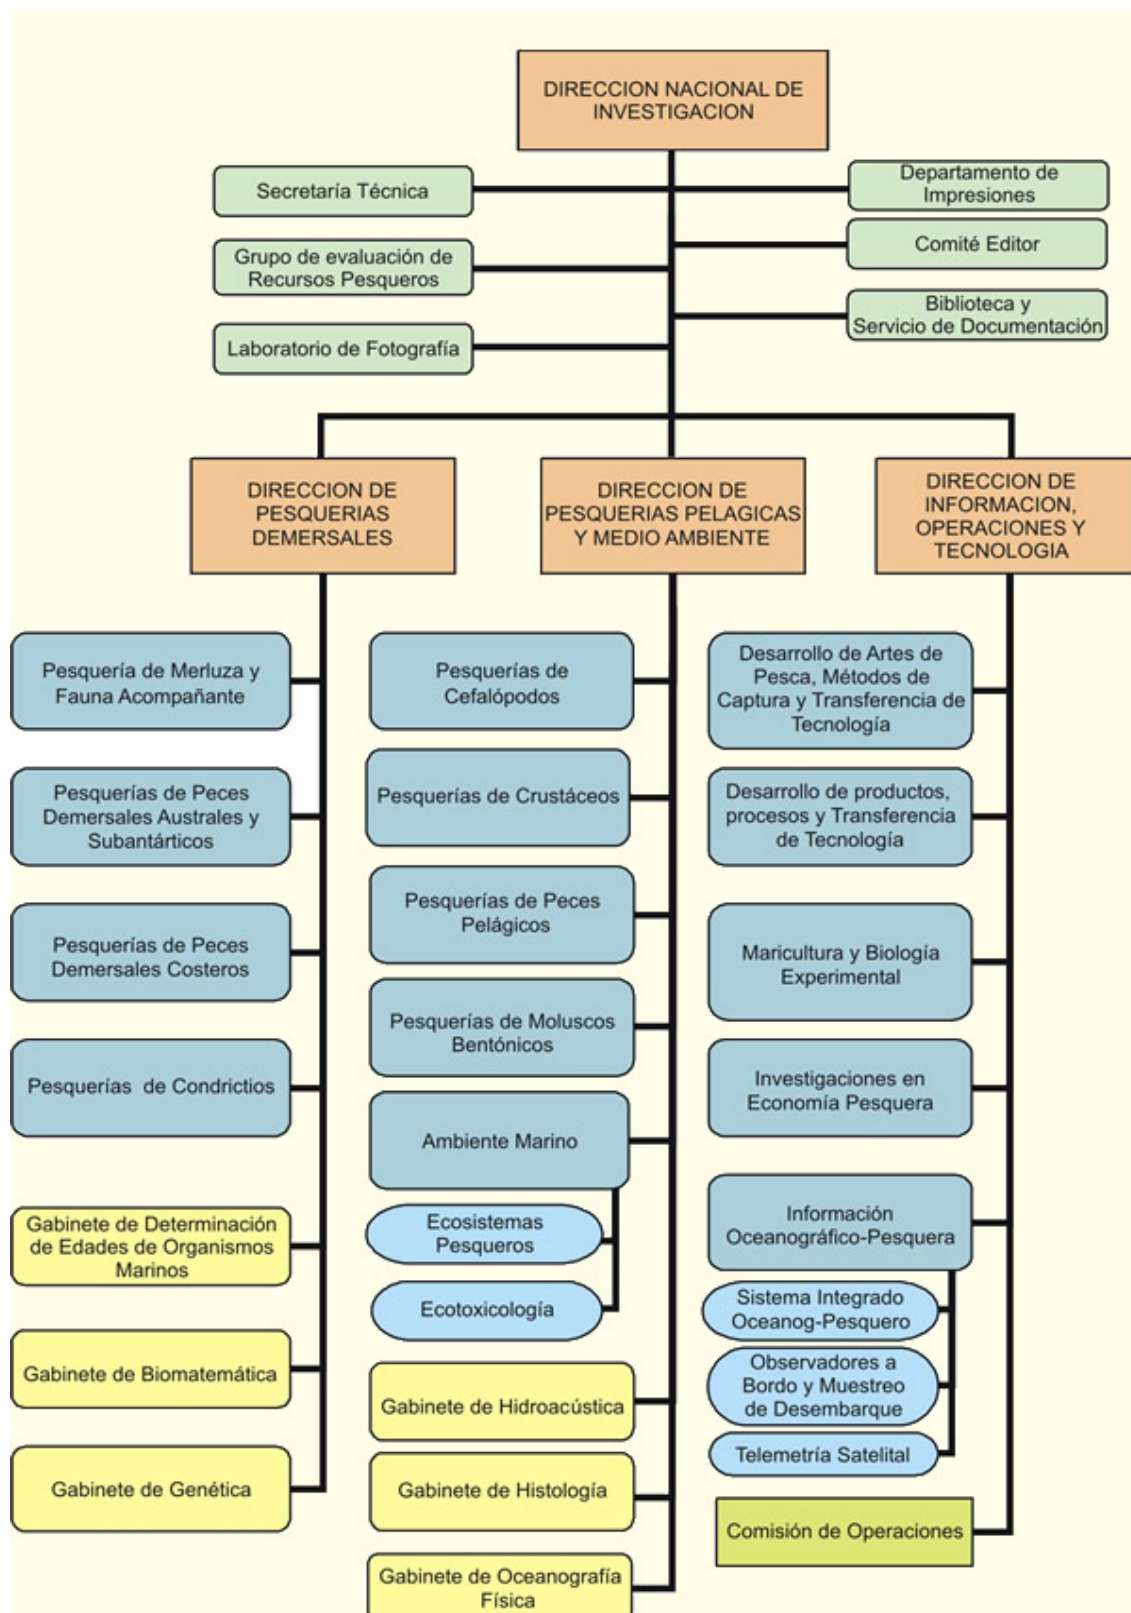 DIRECCION NACIONAL DE
INVESTIGACION
Secretaría Técnica
Departamento de
Impresiones
Grupo de evaluación de
Recursos Pesqueros
Comité Editor
Laboratorio de Fotografía
Biblioteca y
Servicio de Documentación
DIRECCION DE
PESQUERIAS
DEMERSALES
Pesquería de Merluza y
Fauna Acompañante
Pesquerías de Peces
Demersales Australes y
Subantárticos
Pesquerías de Peces
Demersales Costeros
Pesquerías de Condrictios
Gabinete de Determinación
de Edades de Organismos
Marinos
Gabinete de Biomatemática
Gabinete de Genética
DIRECCION DE
PESQUERIAS PELAGICAS
Y MEDIO AMBIENTE
Pesquerías de
Cefalópodos
Pesquerías de Crustáceos
Pesquerías de Peces
Pelágicos
Pesquerías de Moluscos
Bentónicos
Ambiente Marino
Ecosistemas
Pesqueros
Ecotoxicología
Gabinete de Hidroacústica
Gabinete de Histología
Gabinete de Oceanografía
Física
DIRECCION DE
INFORMACION,
OPERACIONES Y
TECNOLOGIA
Desarrollo de Artes de
Pesca, Métodos de
Captura y Transferencia de
Tecnología
Desarrollo de productos,
procesos y Transferencia
de Tecnología
Maricultura y Biología
Experimental
Investigaciones en
Economía Pesquera
Información
Oceanográfico-Pesquera
Sistema Integrado
Oceanog-Pesquero
Observadores a
Bordo y Muestreo
de Desembarque
Telemetría Satelital
Comisión de Operaciones